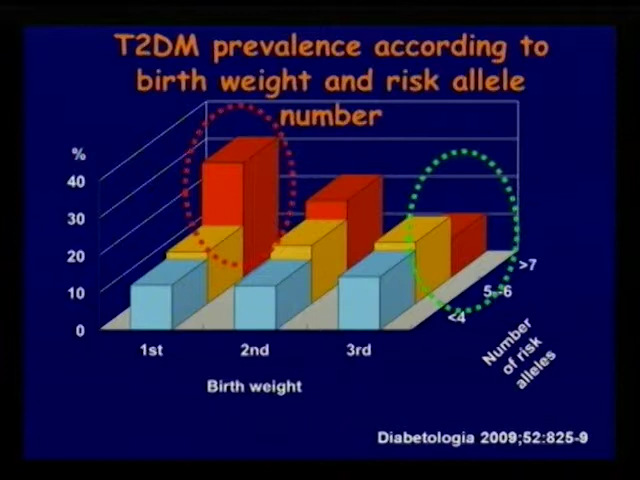 T2DM prevalence according to
birth weight and risk allele
number
%
40
30
20
10
0
>7
5-6
<4
1st 2nd 3rd
Number
of risk
alleles
Birth weight
Diabetologia 2009;52:825-9